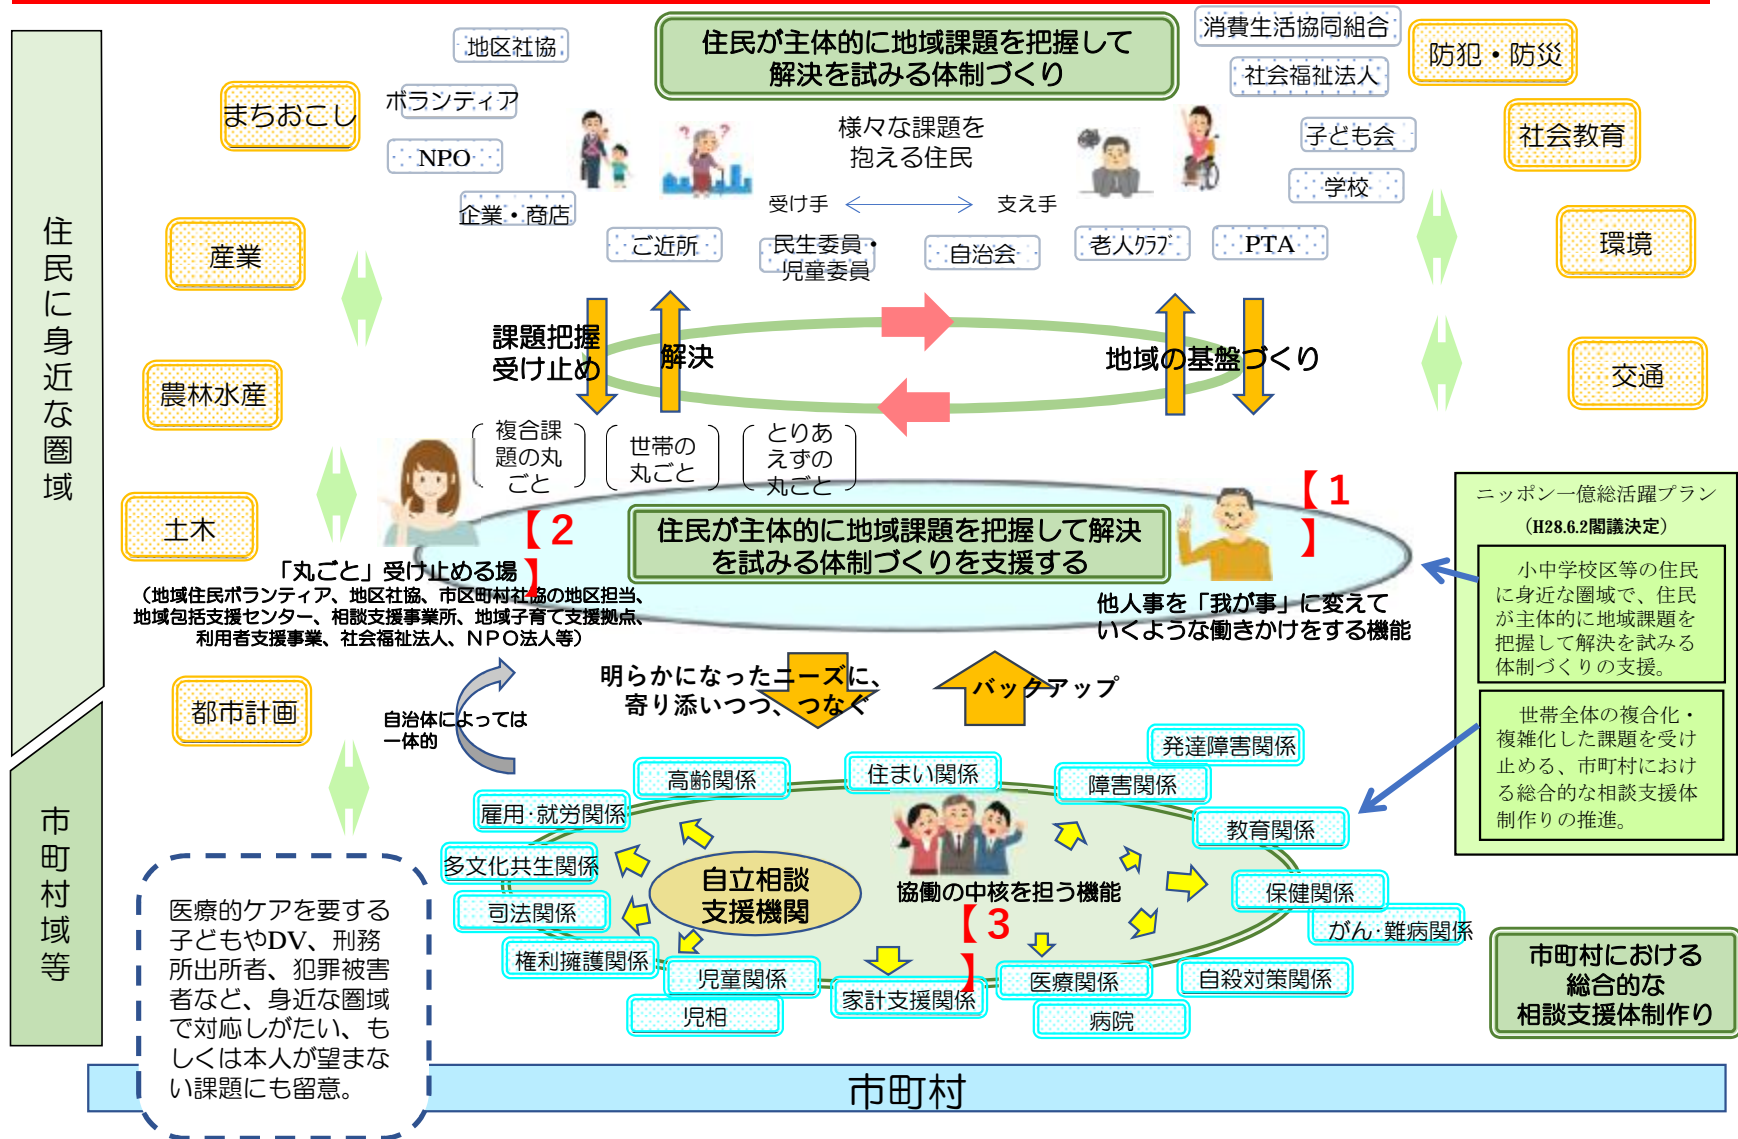 住民が主体的に地域課題を把握して
解決を試みる体制づくり
地区社協
ボランティア
NPO
企業・商店
ご近所
民生委員・
児童委員
自治会
老人ｸﾗﾌﾞ
PTA
学校
子ども会
社会福祉法人
消費生活協同組合
様々な課題を
抱える住民
受け手
支え手
まちおこし
産業
農林水産
土木
都市計画
防犯・防災
社会教育
環境
交通
住民に身近な圏域
課題把握
受け止め
解決
地域の基盤づくり
複合課
題の丸
ごと
世帯の
丸ごと
とりあ
えずの
丸ごと
【1
】
【2
】
住民が主体的に地域課題を把握して解決
を試みる体制づくりを支援する
「丸ごと」受け止める場
（地域住民ボランティア、地区社協、市区町村社協の地区担当、
地域包括支援センター、相談支援事業所、地域子育て支援拠点、
利用者支援事業、社会福祉法人、ＮＰＯ法人等）
他人事を「我が事」に変えて
いくような働きかけをする機能
ニッポン一億総活躍プラン
（H28.6.2閣議決定）
小中学校区等の住民
に身近な圏域で、住民
が主体的に地域課題を
把握して解決を試みる
体制づくりの支援。
世帯全体の複合化・
複雑化した課題を受け
止める、市町村におけ
る総合的な相談支援体
制作りの推進。
明らかになったニーズに、
寄り添いつつ、つなぐ
バックアップ
自治体によっては
一体的
市町村域等
高齢関係
住まい関係
発達障害関係
障害関係
雇用･就労関係
教育関係
多文化共生関係
保健関係
司法関係
がん･難病関係
権利擁護関係
自殺対策関係
児童関係
児相
家計支援関係
医療関係
病院
自立相談
支援機関
協働の中核を担う機能
【3
】
医療的ケアを要する
子どもやDV、刑務
所出所者、犯罪被害
者など、身近な圏域
で対応しがたい、も
しくは本人が望まな
い課題にも留意。
市町村における
総合的な
相談支援体制作り
市町村